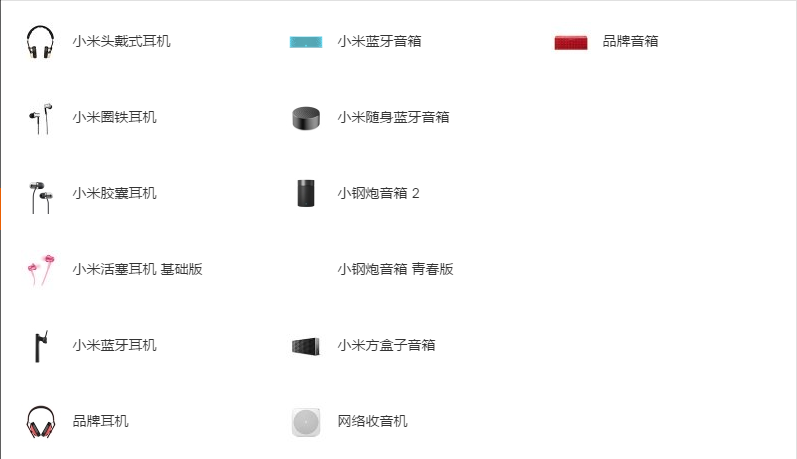 小米头戴式耳机
小米蓝牙音箱
品牌音箱
小米圈铁耳机
小米随身蓝牙音箱
小米胶囊耳机
小钢炮音箱 2
小米活塞耳机 基础版
小钢炮音箱 青春版
小米蓝牙耳机
小米方盒子音箱
品牌耳机
网络收音机